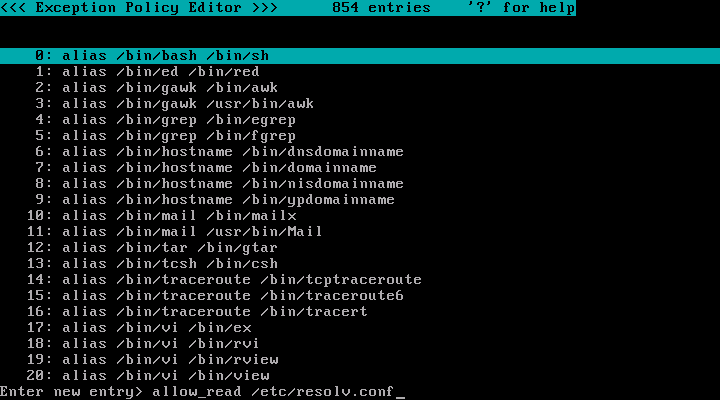 <<< Exception Policy Editor >>>      854 entries    '?' for help
0: alias /bin/bash /bin/sh
1: alias /bin/ed /bin/red
2: alias /bin/gawk /bin/awk
3: alias /bin/gawk /usr/bin/awk
4: alias /bin/grep /bin/egrep
5: alias /bin/grep /bin/fgrep
6: alias /bin/hostname /bin/dnsdomainname
7: alias /bin/hostname /bin/domainname
8: alias /bin/hostname /bin/nisdomainname
9: alias /bin/hostname /bin/ypdomainname
10: alias /bin/mail /bin/mailx
11: alias /bin/mail /usr/bin/Mail
12: alias /bin/tar /bin/gtar
13: alias /bin/tcsh /bin/csh
14: alias /bin/traceroute /bin/tcptraceroute
15: alias /bin/traceroute /bin/traceroute6
16: alias /bin/traceroute /bin/tracert
17: alias /bin/vi /bin/ex
18: alias /bin/vi /bin/rvi
19: alias /bin/vi /bin/rview
20: alias /bin/vi /bin/view
Enter new entry> allow_read /etc/resolv.conf_